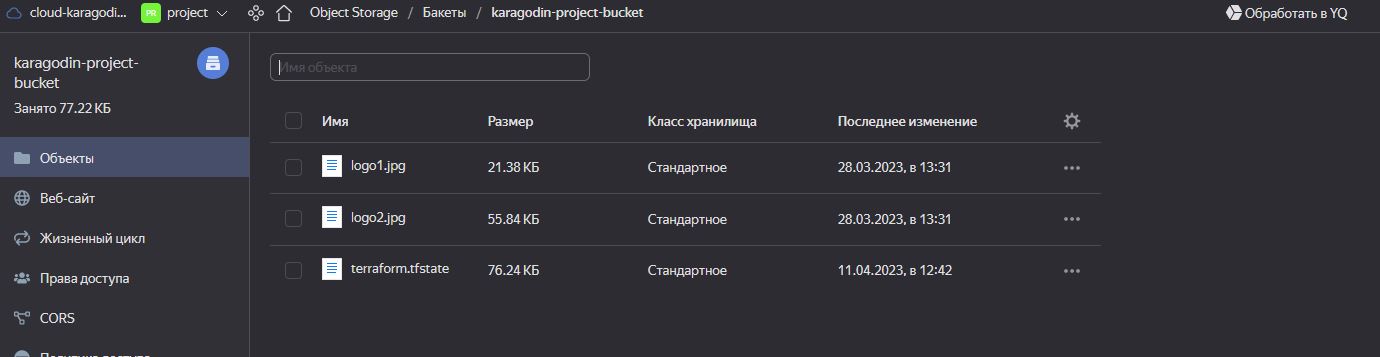 cloud-karagodi... PR project Object Storage / Бакеты / karagodin-project-bucket Обработать в YQ
karagodin-project-
bucket
Занято 77.22 КБ
Объекты
Веб-сайт
Жизненный цикл
Права доступа
CORS
Политика доступа
Имя объекта
Имя Размер Класс хранилища Последнее изменение
logo1.jpg 21.38 КБ Стандартное 28.03.2023, в 13:31
logo2.jpg 55.84 КБ Стандартное 28.03.2023, в 13:31
terraform.tfstate 76.24 КБ Стандартное 11.04.2023, в 12:42